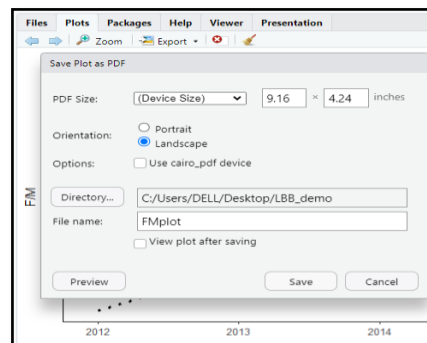 Files Plots Packages Help Viewer Presentation
Zoom Export
Save Plot as PDF
PDF Size: (Device Size) 9.16 × 4.24 inches
Orientation: Portrait
Landscape
Options: Use cairo_pdf device
Directory... C:/Users/DELL/Desktop/LBB_demo
File name: FMplot
View plot after saving
Preview Save Cancel
F/M
2012 2013 2014